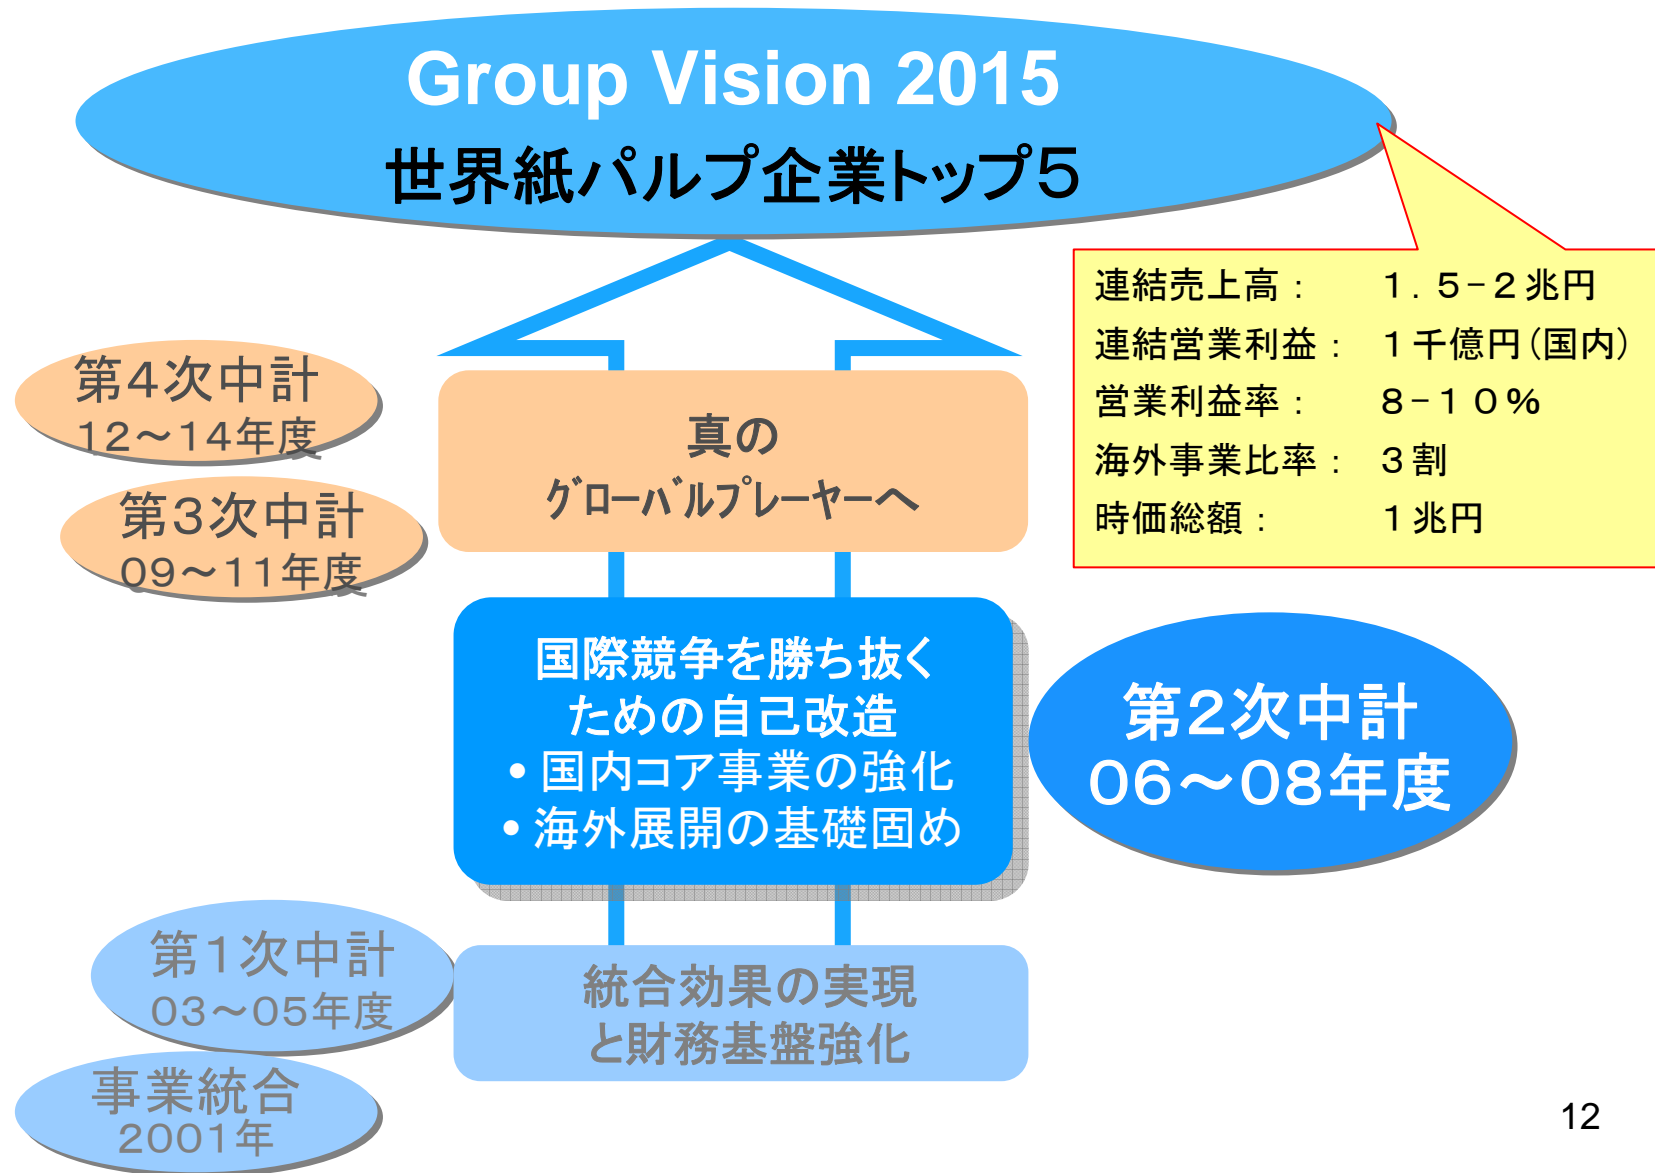 Group Vision 2015
世界紙パルプ企業トップ５
連結売上高： １．５－２兆円
連結営業利益： １千億円（国内）
営業利益率： ８－１０％
海外事業比率： ３割
時価総額： １兆円
第４次中計
１２～１４年度
真の
ｸﾞﾛｰﾊﾞﾙﾌﾟﾚｰﾔｰへ
第３次中計
０９～１１年度
国際競争を勝ち抜く
ための自己改造
• 国内コア事業の強化
• 海外展開の基礎固め
第２次中計
０６～０８年度
第１次中計
０３～０５年度
統合効果の実現
と財務基盤強化
事業統合
２００１年
12